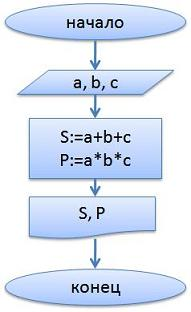 начало
a, b, c
S:=a+b+c
P:=a*b*c
S, P
конец